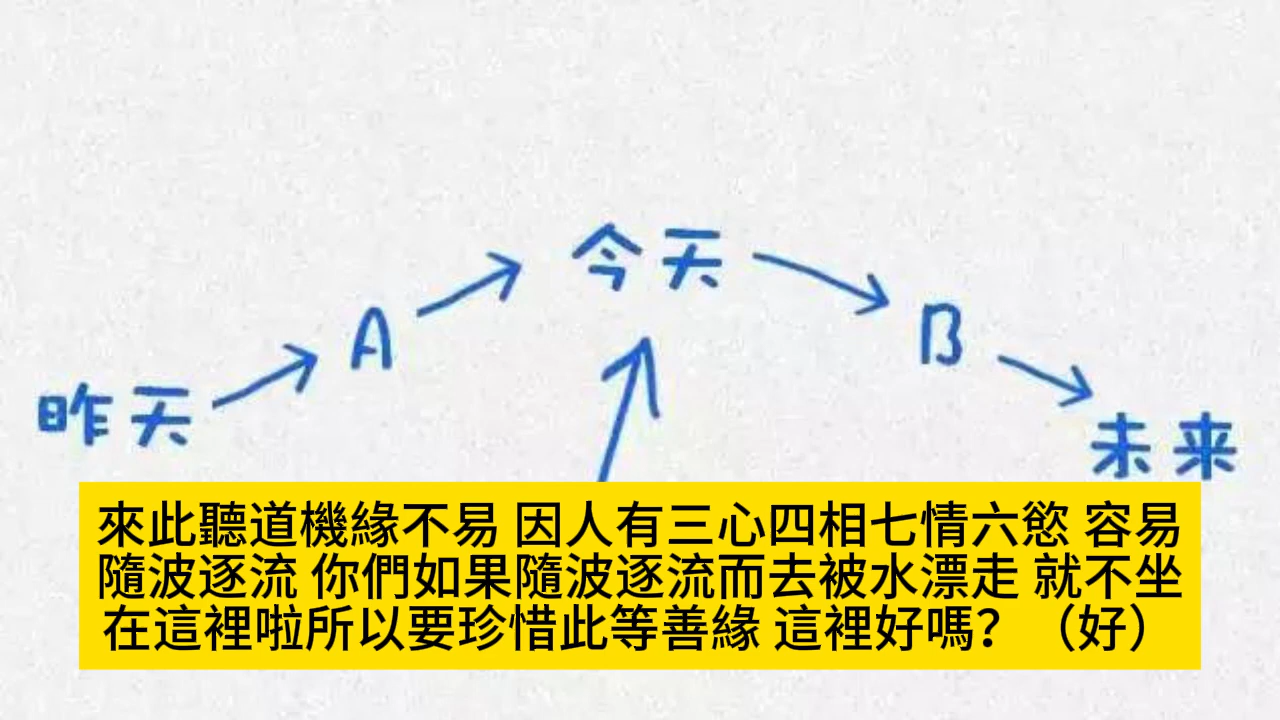 今天
B
A
昨天
未来
來此聽道機緣不易 因人有三心四相七情六慾 容易
隨波逐流 你們如果隨波逐流而去被水漂走 就不坐
在這裡啦所以要珍惜此等善緣 這裡好嗎？（好）